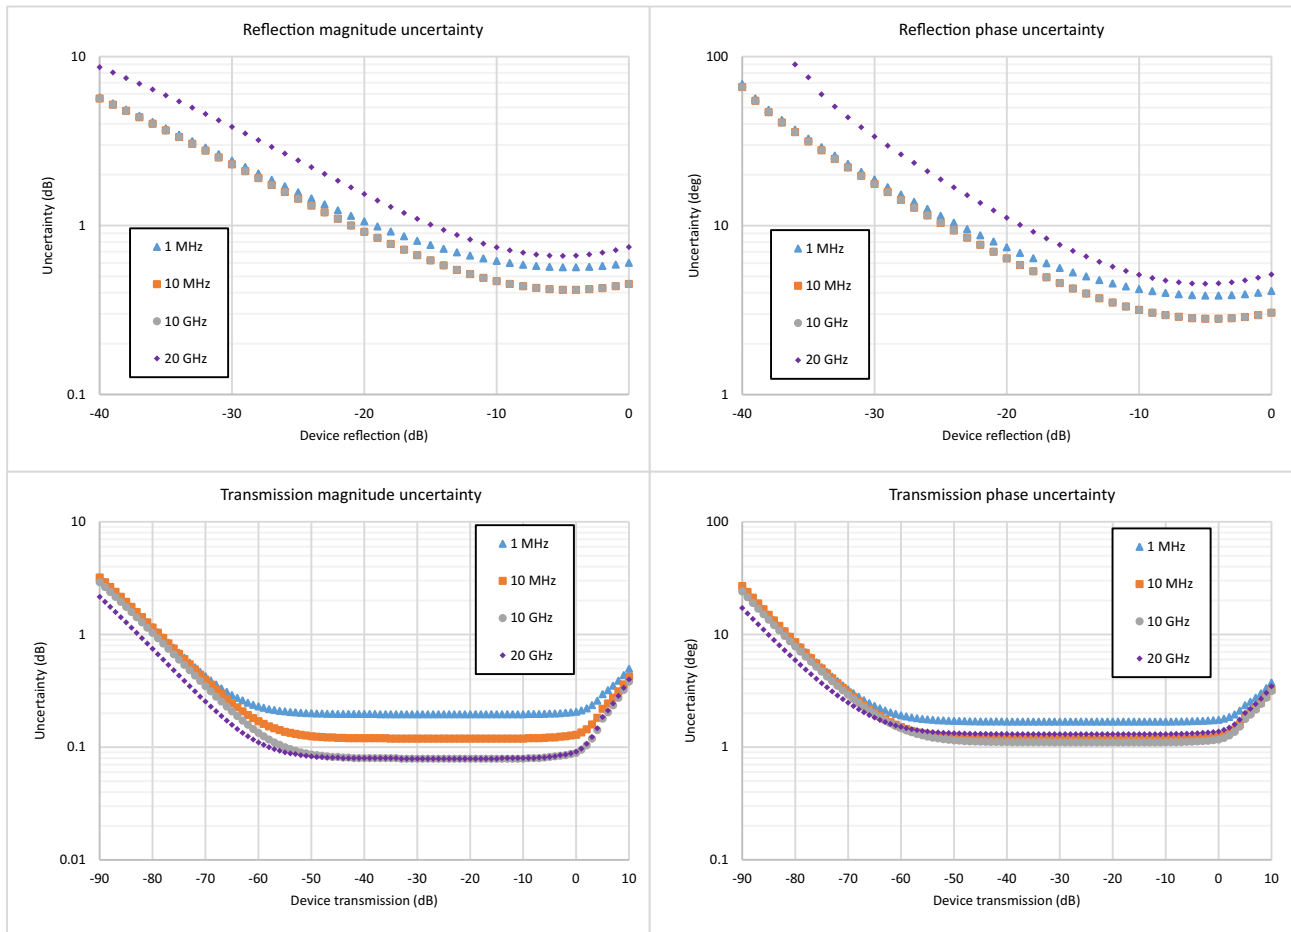 Reflection magnitude uncertainty
10
1
0.1
Uncertainty (dB)
1 MHz
10 MHz
10 GHz
20 GHz
-40 -30 -20 -10 0
Device reflection (dB)
Reflection phase uncertainty
100
10
1
Uncertainty (deg)
1 MHz
10 MHz
10 GHz
20 GHz
-40 -30 -20 -10 0
Device reflection (dB)
Transmission magnitude uncertainty
10
1
0.1
0.01
Uncertainty (dB)
1 MHz
10 MHz
10 GHz
20 GHz
-90 -80 -70 -60 -50 -40 -30 -20 -10 0 10
Device transmission (dB)
Transmission phase uncertainty
100
10
1
0.1
Uncertainty (deg)
1 MHz
10 MHz
10 GHz
20 GHz
-90 -80 -70 -60 -50 -40 -30 -20 -10 0 10
Device transmission (dB)